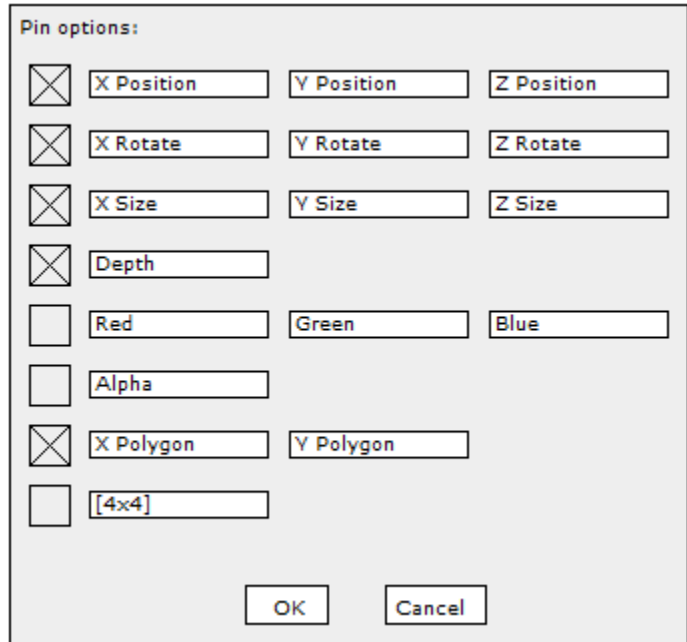 Pin options:
X Position Y Position Z Position
X Rotate Y Rotate Z Rotate
X Size Y Size Z Size
Depth
Red Green Blue
Alpha
X Polygon Y Polygon
[4x4]
OK Cancel